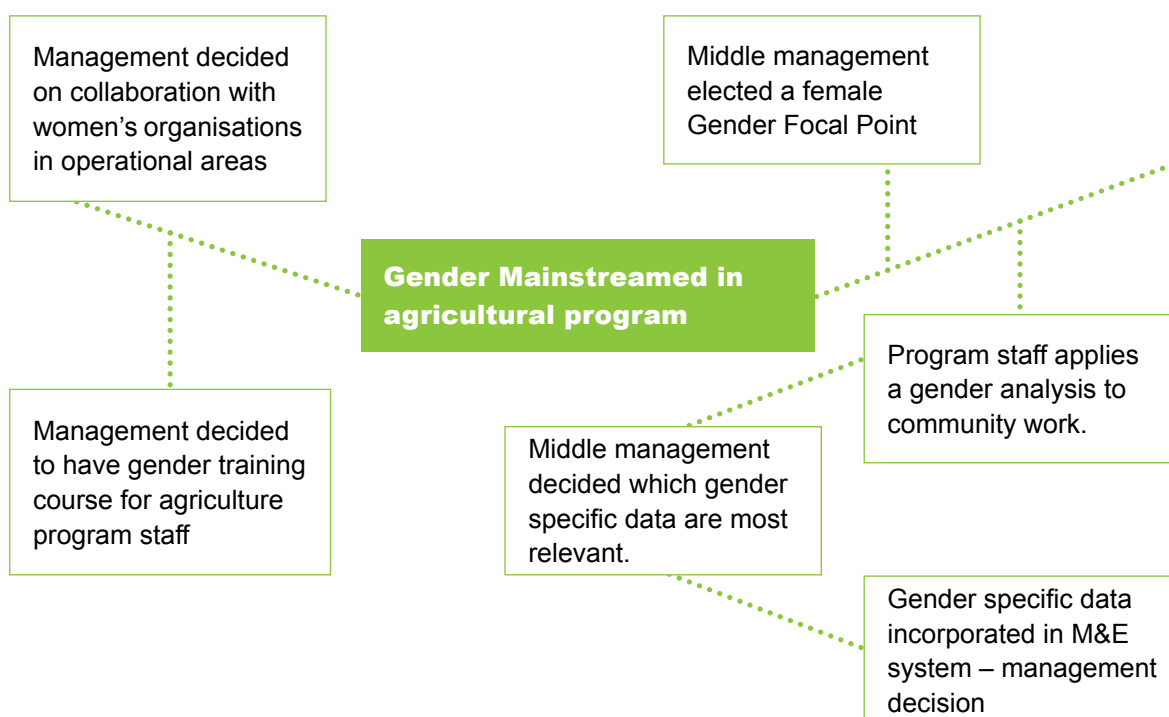 Management decided
on collaboration with
women’s organisations
in operational areas
Middle management
elected a female
Gender Focal Point
Gender Mainstreamed in
agricultural program
Program staff applies
a gender analysis to
community work.
Management decided
to have gender training
course for agriculture
program staff
Middle management
decided which gender
specific data are most
relevant.
Gender specific data
incorporated in M&E
system – management
decision